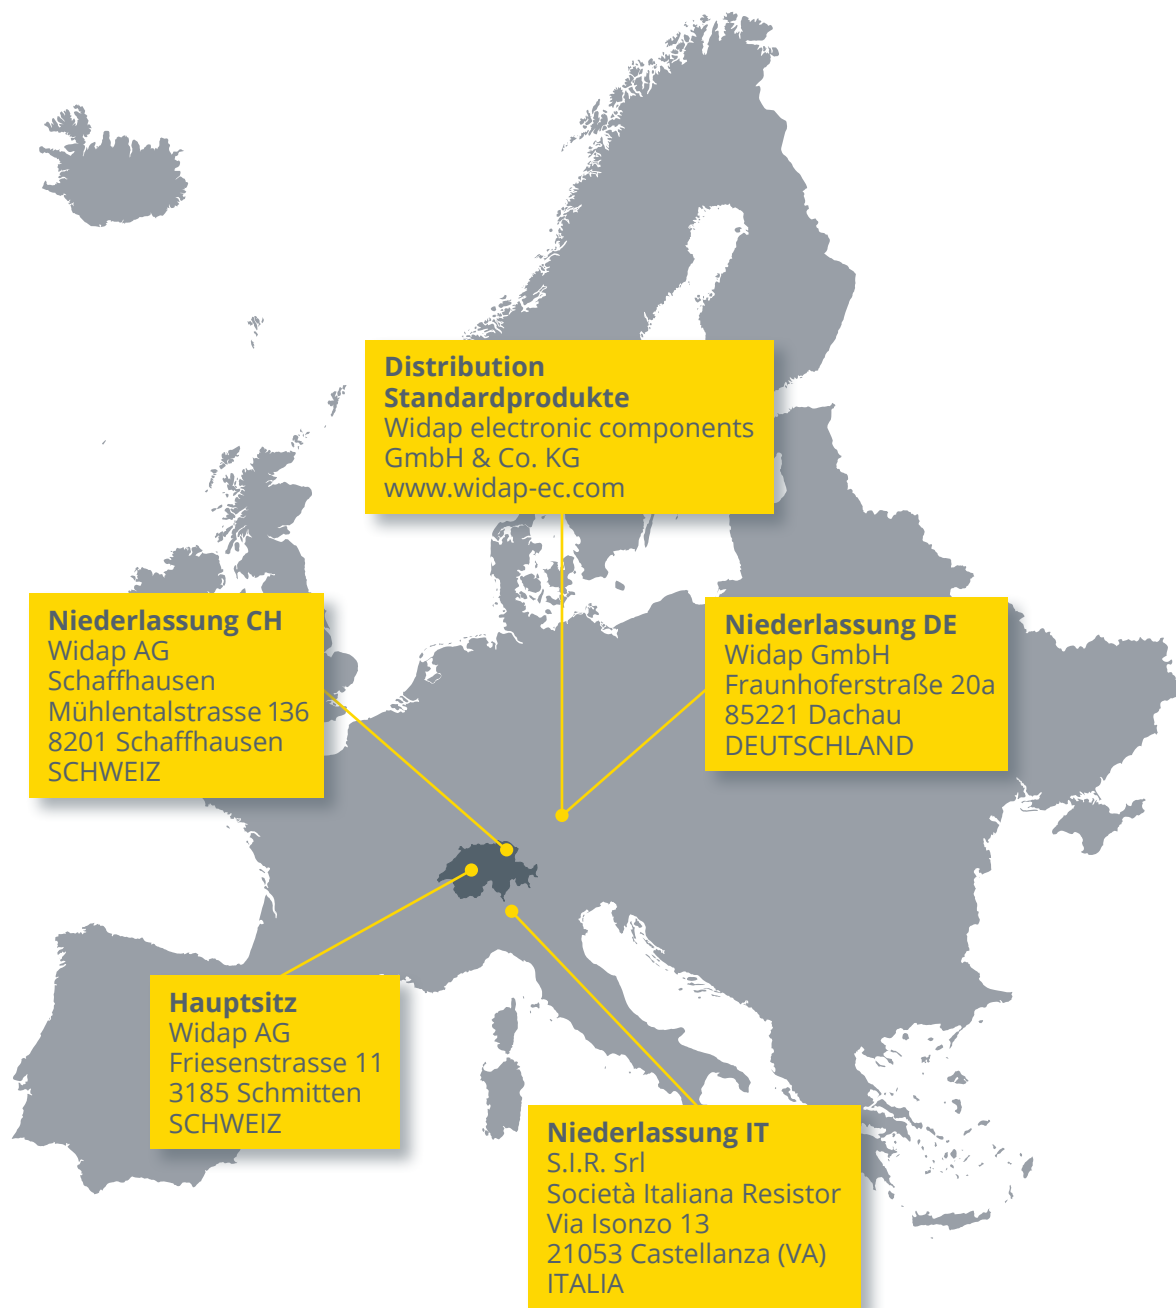 Distribution
Standardprodukte
Widap electronic components
GmbH & Co. KG
www.widap-ec.com
Niederlassung CH
Widap AG
Schaffhausen
Mühlentalstrasse 136
8201 Schaffhausen
SCHWEIZ
Niederlassung DE
Widap GmbH
Fraunhoferstraße 20a
85221 Dachau
DEUTSCHLAND
Hauptsitz
Widap AG
Friesenstrasse 11
3185 Schmitten
SCHWEIZ
Niederlassung IT
S.I.R. Srl
Società Italiana Resistor
Via Isonzo 13
21053 Castellanza (VA)
ITALIA